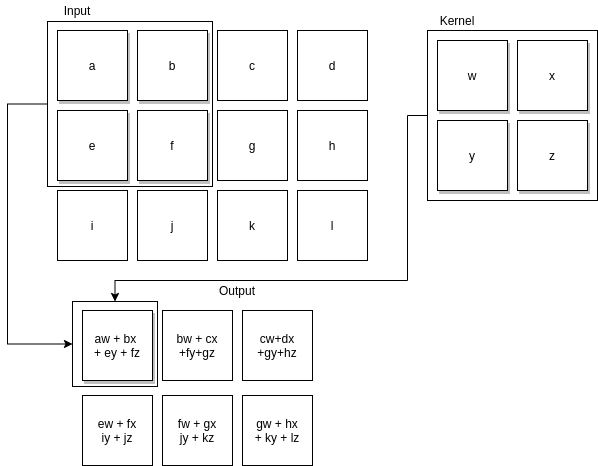 Input
Kernel
a
b
c
d
w
x
e
f
g
h
y
z
i
j
k
l
Output
aw + bx
+ ey + fz
bw + cx
+fy+gz
cw+dx
+gy+hz
ew + fx
iy + jz
fw + gx
jy + kz
gw + hx
+ ky + lz